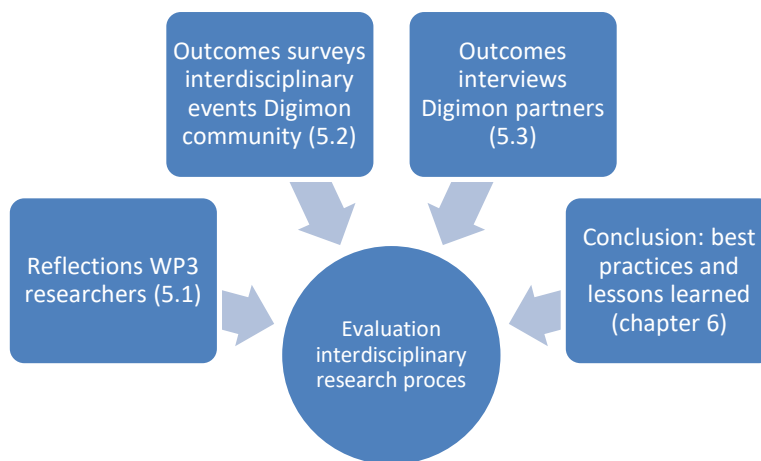 Outcomes surveys
interdisciplinary
events Digimon
community (5.2)
Outcomes
interviews
Digimon partners
(5.3)
Reflections WP3
researchers (5.1)
Conclusion: best
practices and
lessons learned
(chapter 6)
Evaluation
interdisciplinary
research proces